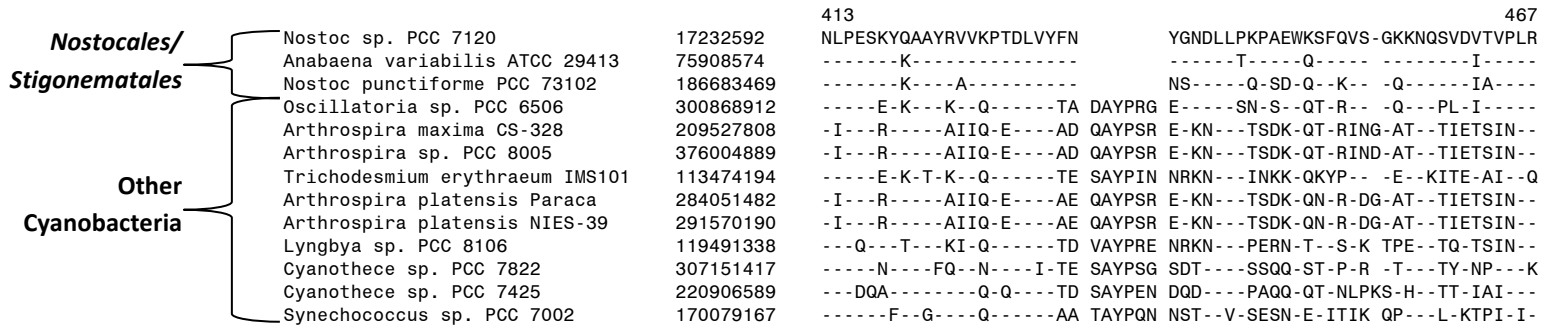 413 467
Nostocales/
Stigonematales
Other
Cyanobacteria
Nostoc sp. PCC 7120 17232592 NLPESKYQAAYRVVKPTDLVYFN YGNDLLPKPAEWKSFQVS-GKKNQSVDVTVPLR
Anabaena variabilis ATCC 29413 75908574 -------K--------------- ------T-----Q----- --------I-----
Nostoc punctiforme PCC 73102 186683469 -------K----A---------- NS-----Q-SD-Q--K-- -Q------IA----
Oscillatoria sp. PCC 6506 300868912 -----E-K---K--Q------TA DAYPRG E-----SN-S--QT-R-- -Q---PL-I-----
Arthrospira maxima CS-328 209527808 -I---R-----AIIQ-E----AD QAYPSR E-KN---TSDK-QT-RING-AT--TIETSIN--
Arthrospira sp. PCC 8005 376004889 -I---R-----AIIQ-E----AD QAYPSR E-KN---TSDK-QT-RIND-AT--TIETSIN--
Trichodesmium erythraeum IMS101 113474194 -----E-K-T-K--Q------TE SAYPIN NRKN---INKK-QKYP-- -E--KITE-AI--Q
Arthrospira platensis Paraca 284051482 -I---R-----AIIQ-E----AE QAYPSR E-KN---TSDK-QN-R-DG-AT--TIETSIN--
Arthrospira platensis NIES-39 291570190 -I---R-----AIIQ-E----AE QAYPSR E-KN---TSDK-QN-R-DG-AT--TIETSIN--
Lyngbya sp. PCC 8106 119491338 ---Q---T---KI-Q------TD VAYPRE NRKN---PERN-T--S-K TPE--TQ-TSIN--
Cyanothece sp. PCC 7822 307151417 -----N----FQ--N----I-TE SAYPSG SDT----SSQQ-ST-P-R -T---TY-NP---K
Cyanothece sp. PCC 7425 220906589 ---DQA-------Q-Q----TD SAYPEN DQD----PAQQ-QT-NLPKS-H--TT-IAI---
Synechococcus sp. PCC 7002 170079167 ------F--G----Q------AA TAYPQN NST--V-SESN-E-ITIK QP---L-KTPI-I-